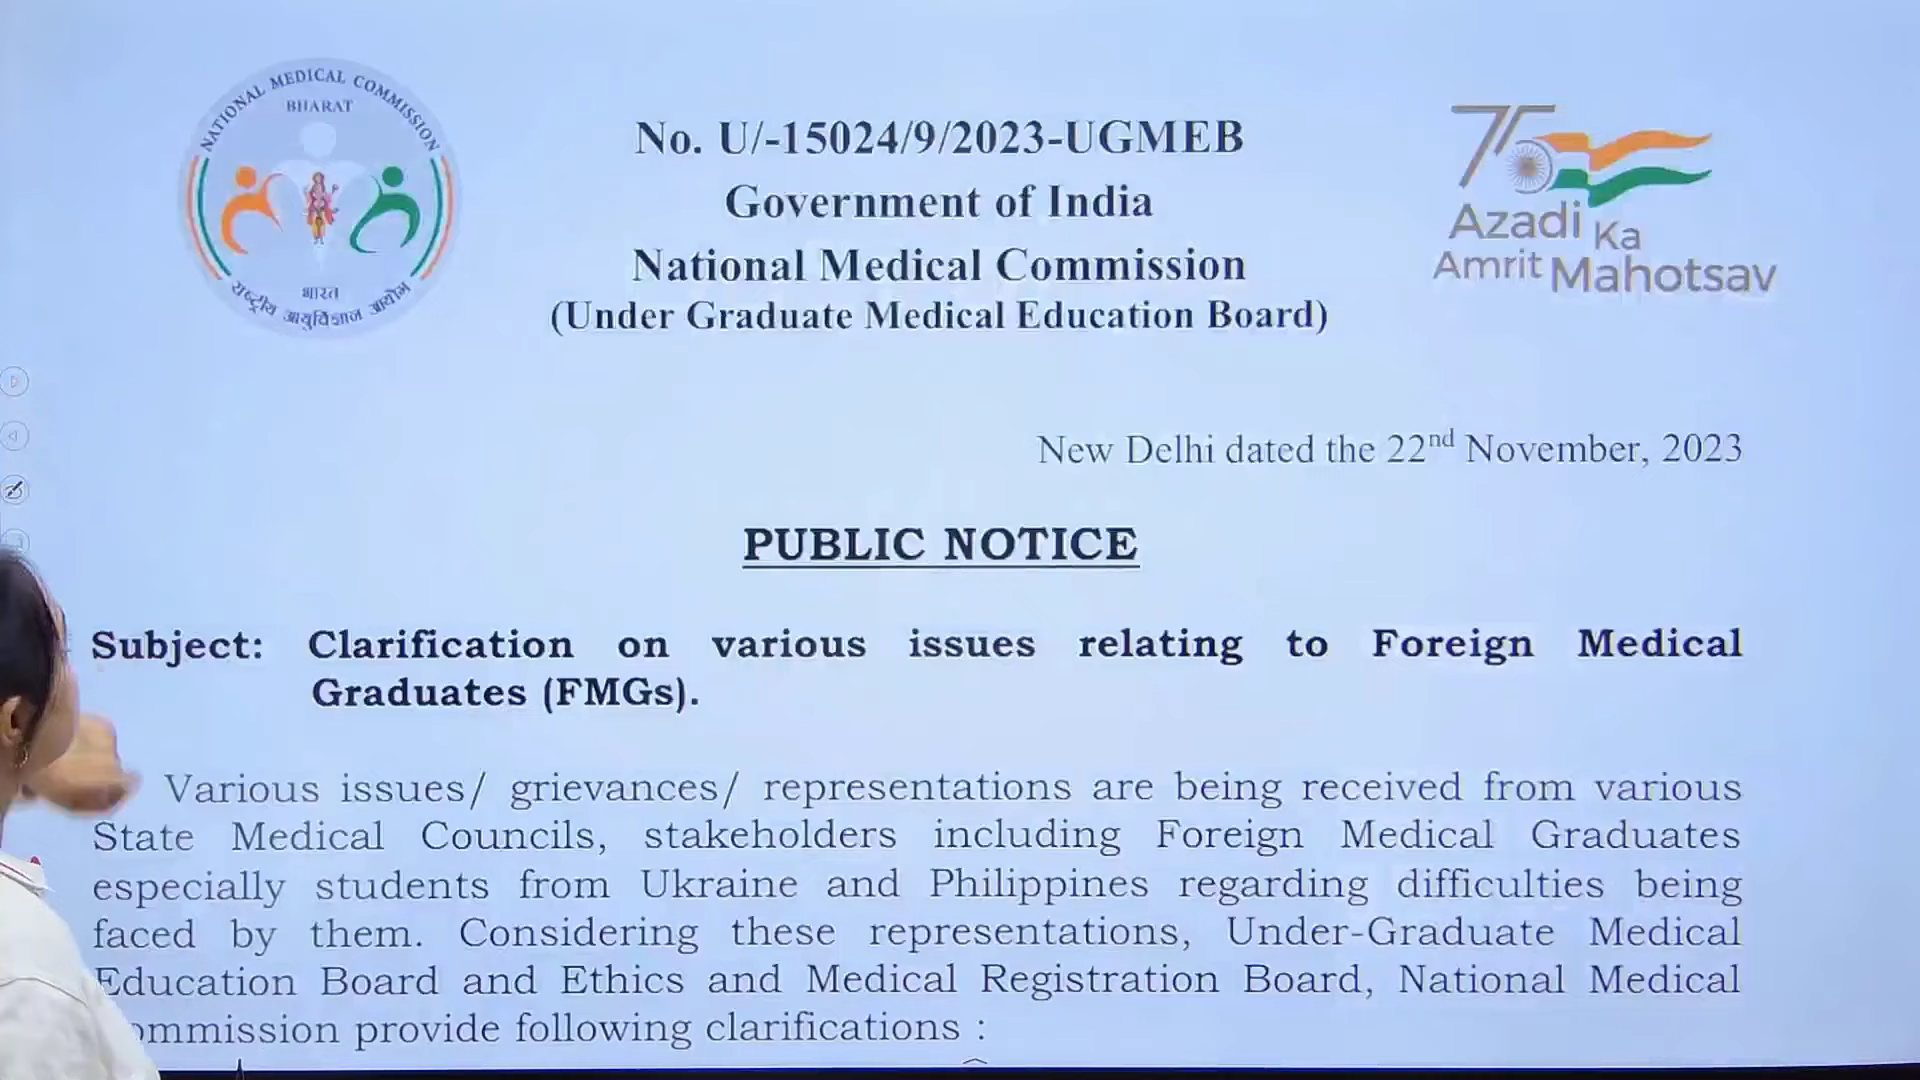 NATIONAL MEDICAL COMMISSION
BHARAT
भारत
राष्ट्रीय आयुर्विज्ञान आयोग
No. U/-15024/9/2023-UGMEB
Government of India
National Medical Commission
(Under Graduate Medical Education Board)
75
Azadi Ka
Amrit Mahotsav
New Delhi dated the 22nd November, 2023
PUBLIC NOTICE
Subject: Clarification on various issues relating to Foreign Medical
Graduates (FMGs).
Various issues/ grievances/ representations are being received from various
State Medical Councils, stakeholders including Foreign Medical Graduates
especially students from Ukraine and Philippines regarding difficulties being
faced by them. Considering these representations, Under-Graduate Medical
Education Board and Ethics and Medical Registration Board, National Medical
ommission provide following clarifications :